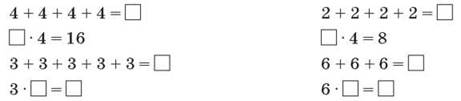 4 + 4 + 4 + 4 = □
□ · 4 = 16
3 + 3 + 3 + 3 + 3 = □
3 · □ = □
2 + 2 + 2 + 2 = □
□ · 4 = 8
6 + 6 + 6 = □
6 · □ = □